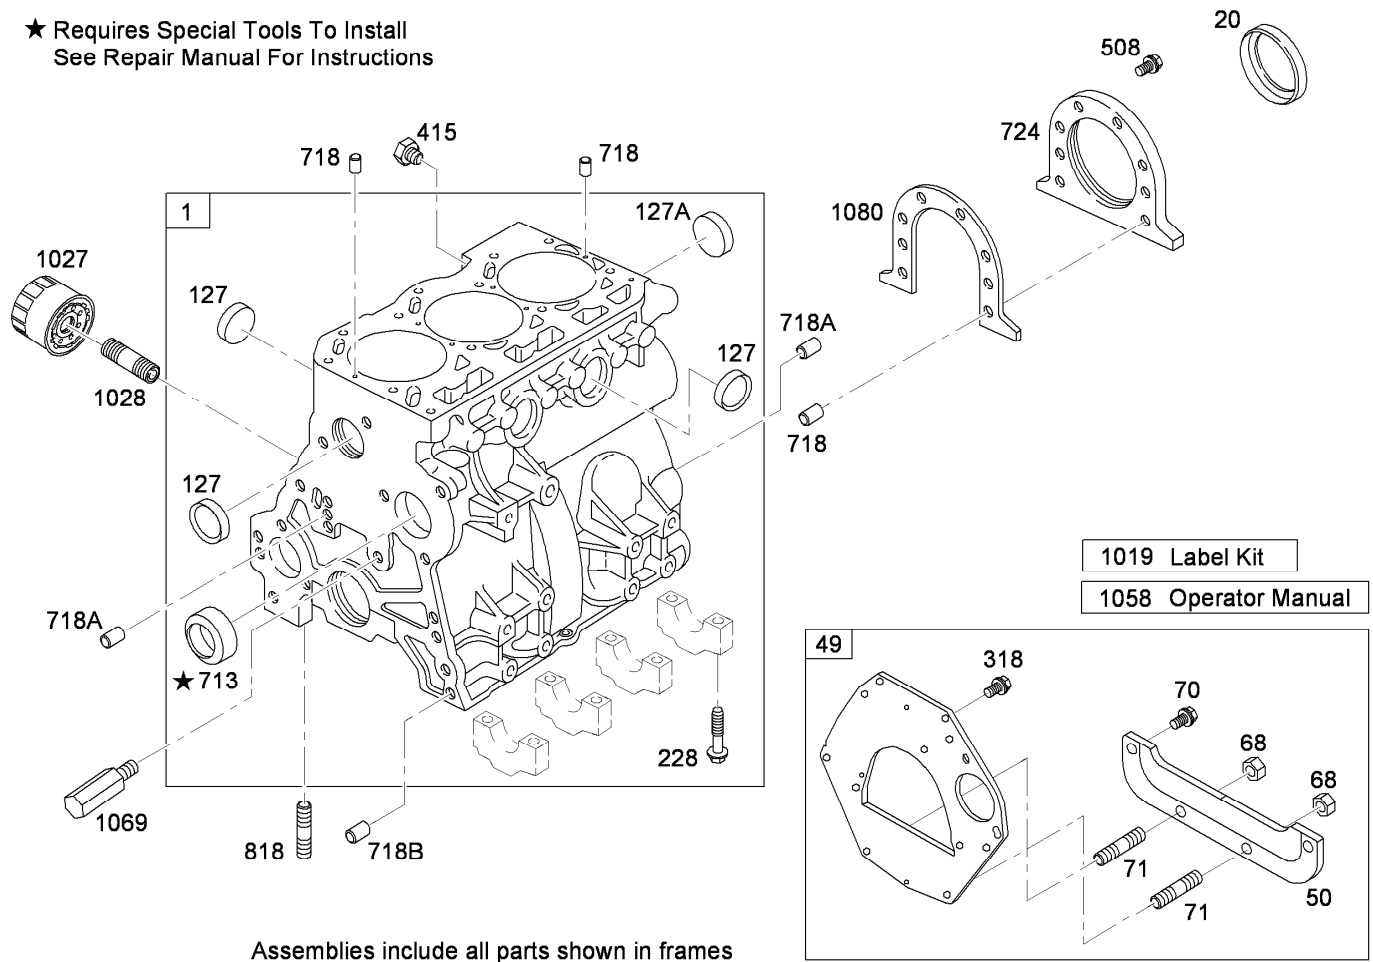 ★ Requires Special Tools To Install
See Repair Manual For Instructions
20
508
724
415
718
718
1
127A
1080
1027
127
718A
1028
127
718
127
718A
★ 713
1019 Label Kit
1058 Operator Manual
49
318
70
228
68
68
1069
818
718B
71
50
71
Assemblies include all parts shown in frames